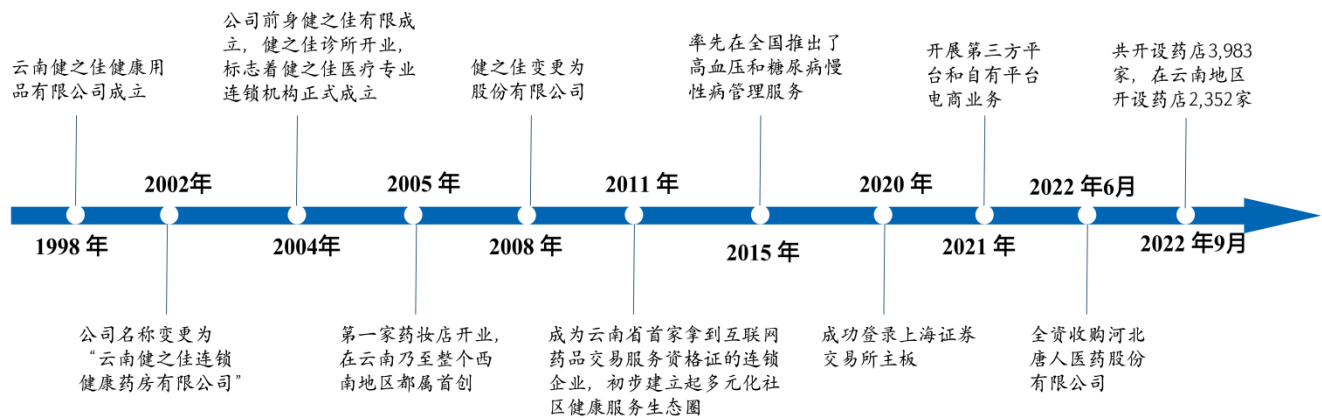 云南健之佳健康用
品有限公司成立
公司前身健之佳有限成
立，健之佳诊所开业，
标志着健之佳医疗专业
连锁机构正式成立
健之佳变更为
股份有限公司
率先在全国推出了
高血压和糖尿病慢
性病管理服务
开展第三方平
台和自有平台
电商业务
共开设药店3,983
家，在云南地区
开设药店2,352家
2002年
2005 年
2011 年
2020 年
2022 年6月
1998 年
2004年
2008 年
2015 年
2021 年
2022 年9月
公司名称变更为
“云南健之佳连锁
健康药房有限公司”
第一家药妆店开业，
在云南乃至整个西
南地区都属首创
成为云南省首家拿到互联网
药品交易服务资格证的连锁
企业，初步建立起多元化社
区健康服务生态圈
成功登录上海证券
交易所主板
全资收购河北
唐人医药股份
有限公司